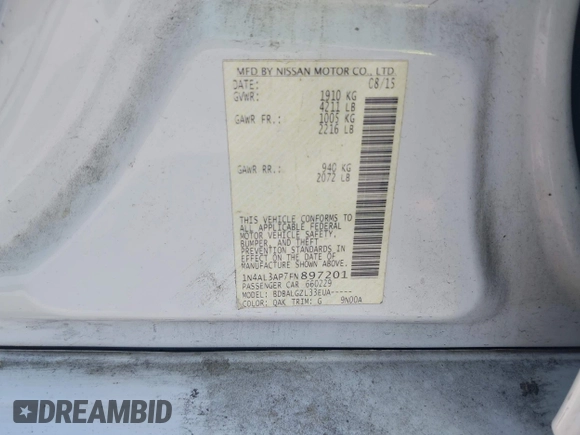 MFD BY NISSAN MOTOR CO., LTD.
DATE: 08/15
GVWR: 1910 KG
4211 LB
GAWR FR.: 1005 KG
2216 LB
GAWR RR.: 940 KG
2072 LB
THIS VEHICLE CONFORMS TO
ALL APPLICABLE FEDERAL
MOTOR VEHICLE SAFETY,
BUMPER, AND THEFT
PREVENTION STANDARDS IN
EFFECT ON THE DATE OF
MANUFACTURE SHOWN ABOVE.
1N4AL3AP7FN897201
PASSENGER CAR 660229
MODEL: BDBALGZL33EUA-----
COLOR: QAK TRIM: G 9N00A
DREAMBID